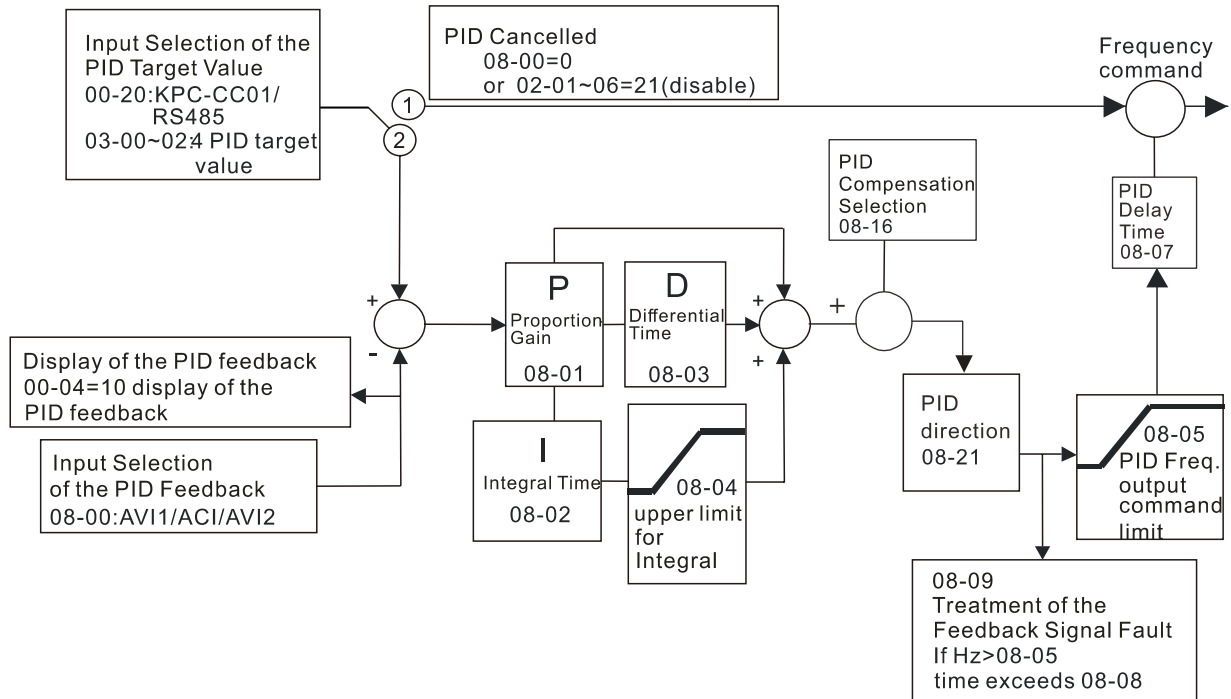 Input Selection of the
PID Target Value
00-20:KPC-CC01/
RS485
03-00~02:4 PID target
value
PID Cancelled
08-00=0
or 02-01~06=21(disable)
1
2
Frequency
command
PID
Compensation
Selection
08-16
PID
Delay
Time
08-07
+
-
P
Proportion
Gain
08-01
D
Differential
Time
08-03
+
+
+
Display of the PID feedback
00-04=10 display of the
PID feedback
Input Selection
of the PID Feedback
08-00:AVI1/ACI/AVI2
I
Integral Time
08-02
08-04
upper limit
for
Integral
PID
direction
08-21
08-05
PID Freq.
output
command
limit
08-09
Treatment of the
Feedback Signal Fault
If Hz>08-05
time exceeds 08-08